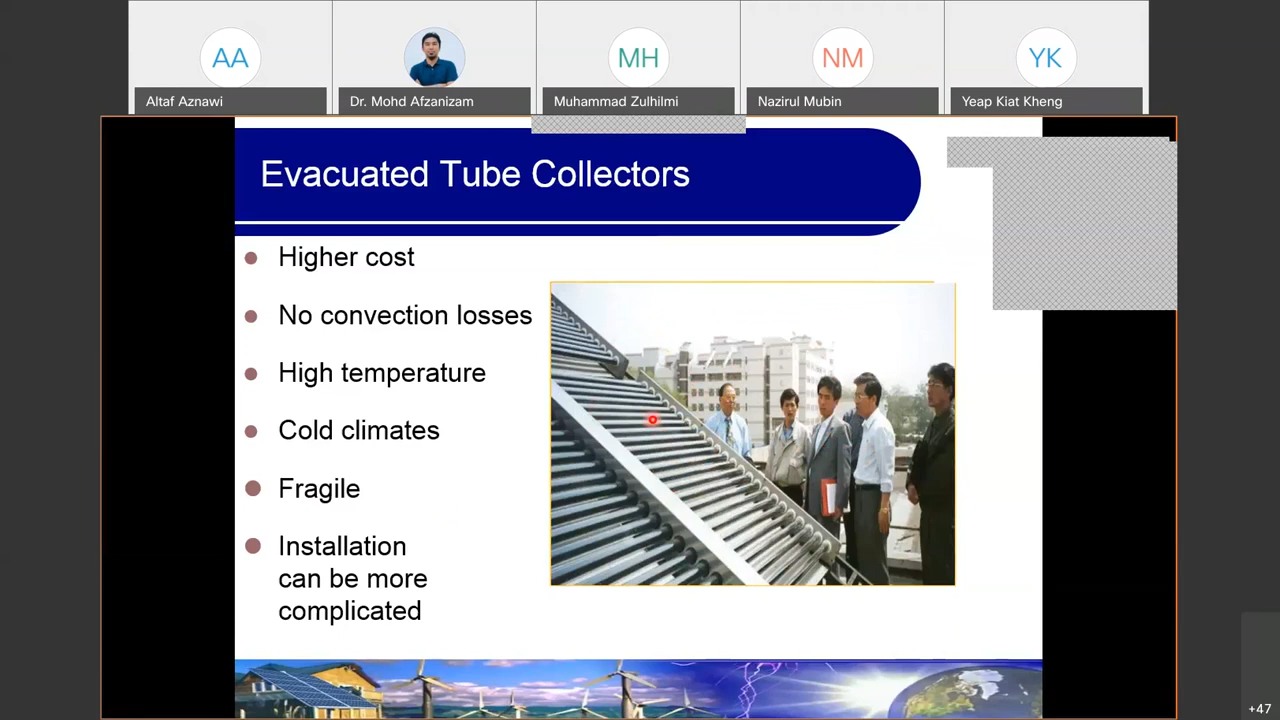 AA
MH
NM
YK
Altaf Aznawi
Dr. Mohd Afzanizam
Muhammad Zulhilmi
Nazirul Mubin
Yeap Kiat Kheng
Evacuated Tube Collectors
Higher cost
No convection losses
High temperature
Cold climates
Fragile
Installation
can be more
complicated
+47